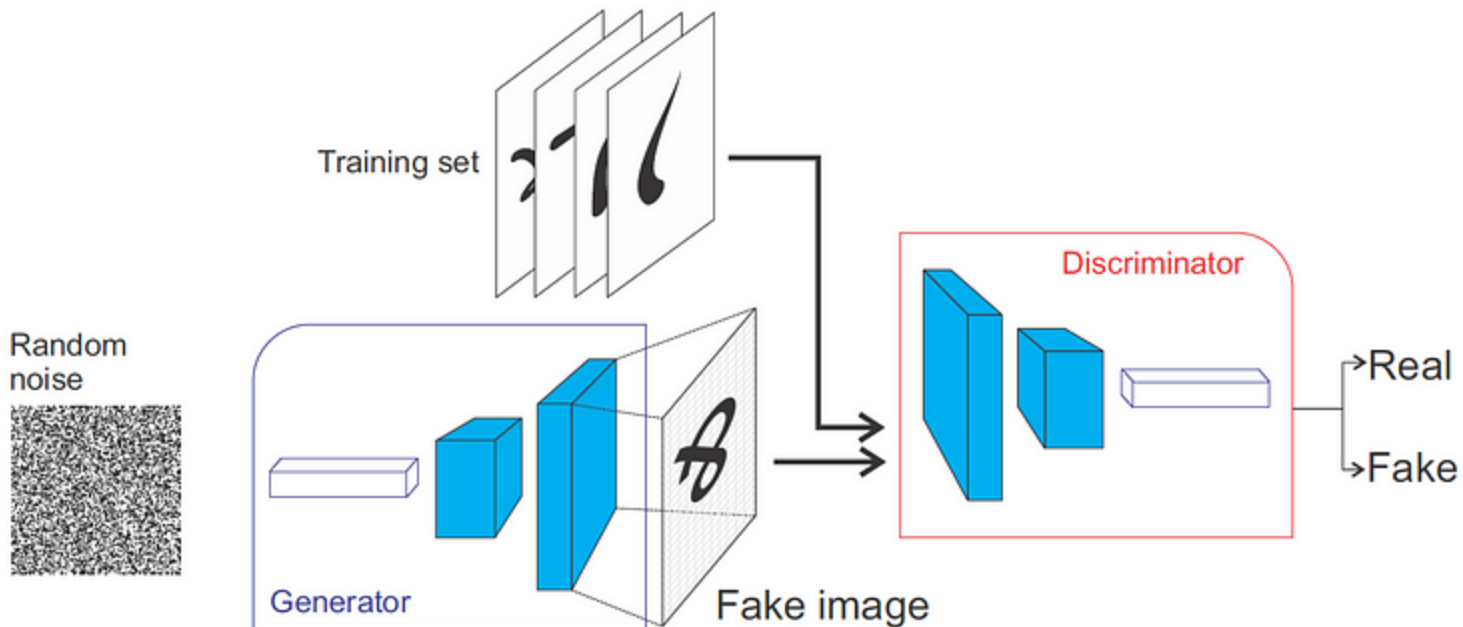 Training set
Discriminator
Random
noise
Real
Fake
Generator
Fake image